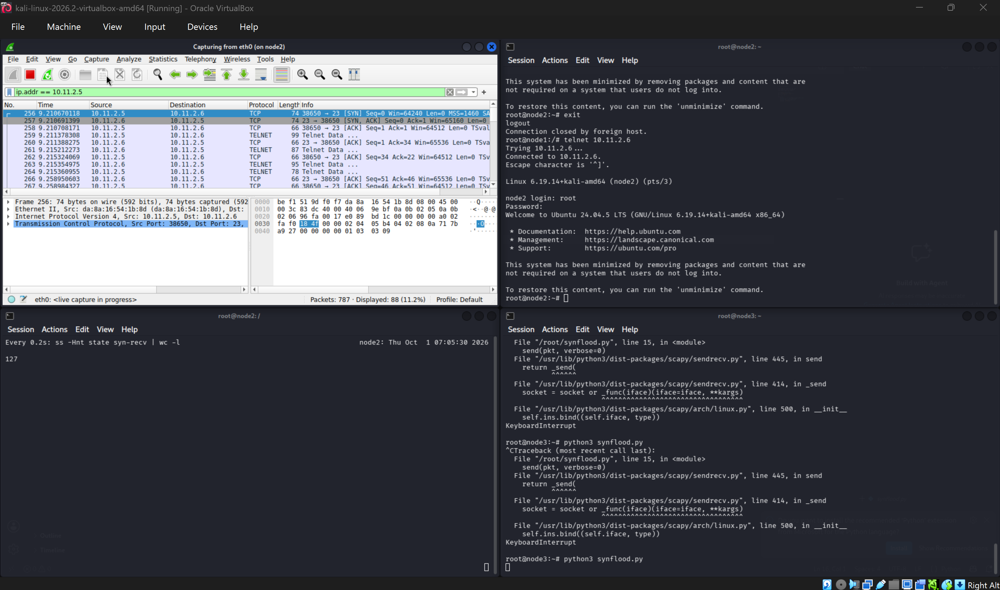 kali-linux-2026.2-virtualbox-amd64 [Running] - Oracle VirtualBox
File Machine View Input Devices Help
Capturing from eth0 (on node2)
File Edit View Go Capture Analyze Statistics Telephony Wireless Tools Help
ip.addr == 10.11.2.5
No. Time Source Destination Protocol Length Info
256 9.210670118 10.11.2.5 10.11.2.6 TCP 74 38650 → 23 [SYN] Seq=0 Win=64240 Len=0 MSS=1460 SA
257 9.210691399 10.11.2.6 10.11.2.5 TCP 74 23 → 38650 [SYN, ACK] Seq=0 Ack=1 Win=65160 Len=0
258 9.210708171 10.11.2.5 10.11.2.6 TCP 66 38650 → 23 [ACK] Seq=1 Ack=1 Win=64512 Len=0 TSval
259 9.211378308 10.11.2.5 10.11.2.6 TELNET 99 Telnet Data ...
260 9.211388275 10.11.2.6 10.11.2.5 TCP 66 23 → 38650 [ACK] Seq=1 Ack=34 Win=65536 Len=0 TSva
261 9.215212273 10.11.2.6 10.11.2.5 TELNET 87 Telnet Data ...
262 9.215324069 10.11.2.5 10.11.2.6 TCP 66 38650 → 23 [ACK] Seq=34 Ack=22 Win=64512 Len=0 TSv
263 9.215354975 10.11.2.6 10.11.2.5 TELNET 95 Telnet Data ...
264 9.215360955 10.11.2.5 10.11.2.6 TELNET 78 Telnet Data ...
266 9.258950603 10.11.2.6 10.11.2.5 TCP 66 23 → 38650 [ACK] Seq=51 Ack=46 Win=65536 Len=0 TSv
267 9.258984327 10.11.2.5 10.11.2.6 TCP 66 38650 → 23 [ACK] Seq=46 Ack=51 Win=64512 Len=0 TSv
Frame 256: 74 bytes on wire (592 bits), 74 bytes captured (592
Ethernet II, Src: da:8a:16:54:1b:8d (da:8a:16:54:1b:8d), Dst:
Internet Protocol Version 4, Src: 10.11.2.5, Dst: 10.11.2.6
Transmission Control Protocol, Src Port: 38650, Dst Port: 23,
0000 be f1 51 9d f0 f7 da 8a 16 54 1b 8d 08 00 45 00 ··Q····
0010 00 3c 83 dc 40 00 40 06 9e bf 0a 0b 02 05 0a 0b ·<··@·@
0020 02 06 96 fa 00 17 e0 89 bd 1c 00 00 00 00 a0 02 ·······
0030 fa f0 18 4f 00 00 02 04 05 b4 04 02 08 0a 71 7b ···O····
0040 a9 27 00 00 00 00 01 03 03 09 ·'·····
eth0: <live capture in progress> Packets: 787 · Displayed: 88 (11.2%) Profile: Default
root@node2: ~
Session Actions Edit View Help
This system has been minimized by removing packages and content that are
not required on a system that users do not log into.
To restore this content, you can run the 'unminimize' command.
root@node2:~# exit
logout
Connection closed by foreign host.
root@node1:/# telnet 10.11.2.6
Trying 10.11.2.6...
Connected to 10.11.2.6.
Escape character is '^]'.
Linux 6.19.14+kali-amd64 (node2) (pts/3)
node2 login: root
Password:
Welcome to Ubuntu 24.04.5 LTS (GNU/Linux 6.19.14+kali-amd64 x86_64)
* Documentation: https://help.ubuntu.com
* Management: https://landscape.canonical.com
* Support: https://ubuntu.com/pro
This system has been minimized by removing packages and content that are
not required on a system that users do not log into.
To restore this content, you can run the 'unminimize' command.
root@node2:~#
Build with Agent
root@node2: /
Session Actions Edit View Help
Every 0.2s: ss -Hnt state syn-recv | wc -l node2: Thu Oct 1 07:05:30 2026
127
Outline
Timeline
root@node3: ~
Session Actions Edit View Help
File "/root/synflood.py", line 15, in <module>
send(pkt, verbose=0)
File "/usr/lib/python3/dist-packages/scapy/sendrecv.py", line 445, in send
return _send(
^^^^^^
File "/usr/lib/python3/dist-packages/scapy/sendrecv.py", line 414, in _send
socket = socket or _func(iface)(iface=iface, **kargs)
^^^^^^^^^^^^^^^^^^^^^^^^^^^^^^^^^^
File "/usr/lib/python3/dist-packages/scapy/arch/linux.py", line 500, in __init__
self.ins.bind((self.iface, type))
KeyboardInterrupt
root@node3:~# python3 synflood.py
^CTraceback (most recent call last):
File "/root/synflood.py", line 15, in <module>
send(pkt, verbose=0)
File "/usr/lib/python3/dist-packages/scapy/sendrecv.py", line 445, in send
return _send(
^^^^^^
File "/usr/lib/python3/dist-packages/scapy/sendrecv.py", line 414, in _send
socket = socket or _func(iface)(iface=iface, **kargs)
^^^^^^^^^^^^^^^^^^^^^^^^^^^^^^^^^^
File "/usr/lib/python3/dist-packages/scapy/arch/linux.py", line 500, in __init__
self.ins.bind((self.iface, type))
KeyboardInterrupt
root@node3:~# python3 synflood.py
Right Alt